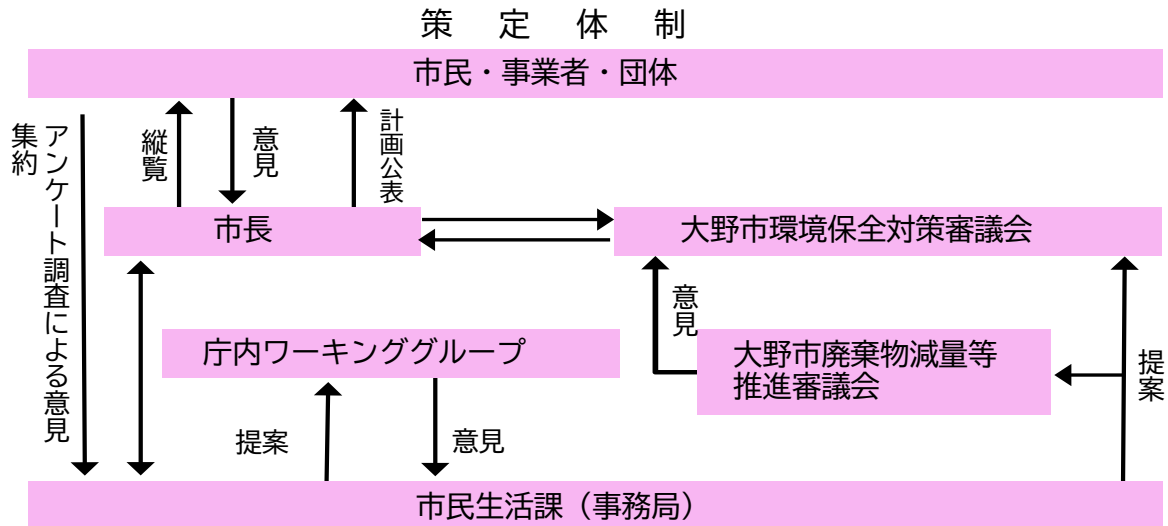 策定体制
市民・事業者・団体
アンケート調査による意見
集約
縦覧
意見
計画公表
市長
大野市環境保全対策審議会
意見
庁内ワーキンググループ
大野市廃棄物減量等
推進審議会
提案
提案
意見
市民生活課（事務局）